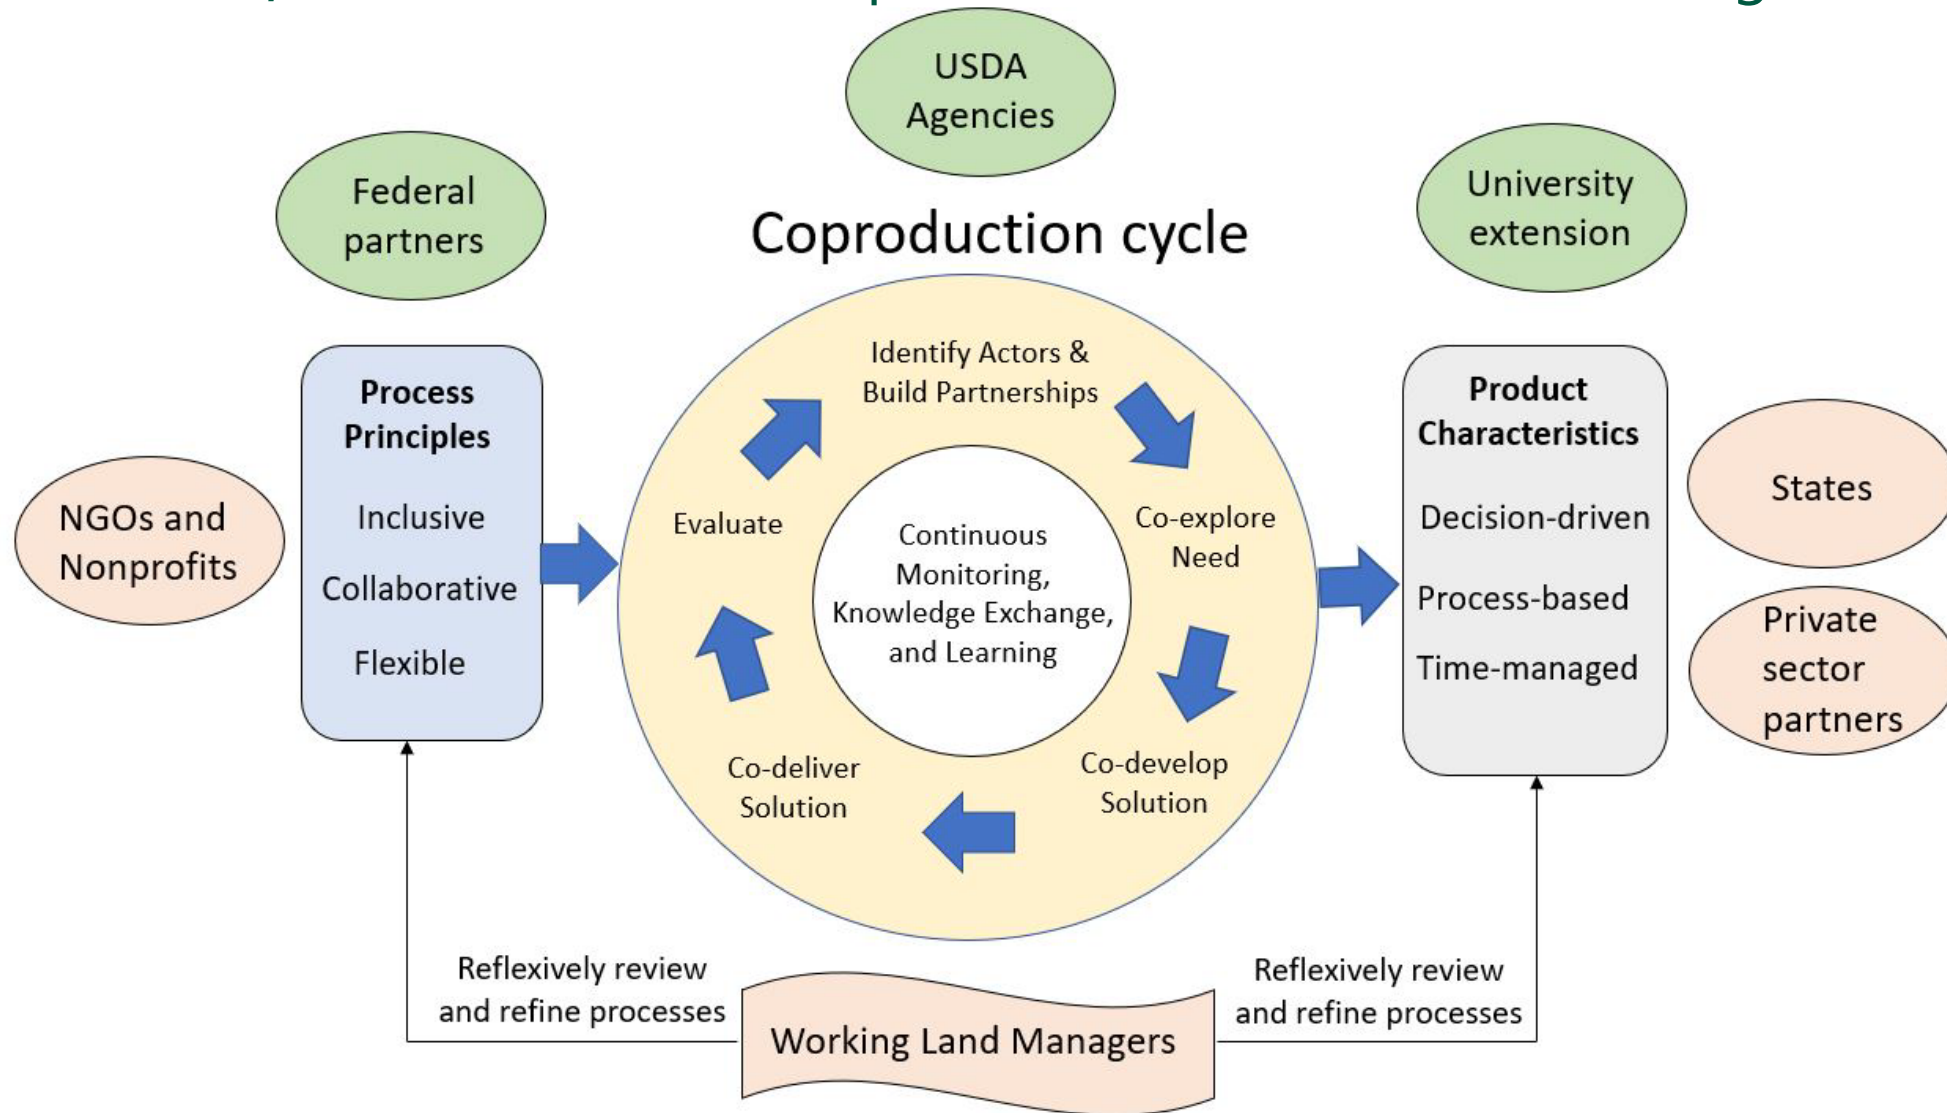 USDA
Agencies
Federal
partners
University
extension
Coproduction cycle
Process
Principles
Inclusive
Collaborative
Flexible
NGOs and
Nonprofits
Identify Actors &
Build Partnerships
Co-explore
Need
Co-develop
Solution
Co-deliver
Solution
Evaluate
Continuous
Monitoring,
Knowledge Exchange,
and Learning
Product
Characteristics
Decision-driven
Process-based
Time-managed
States
Private
sector
partners
Reflexively review
and refine processes
Working Land Managers
Reflexively review
and refine processes